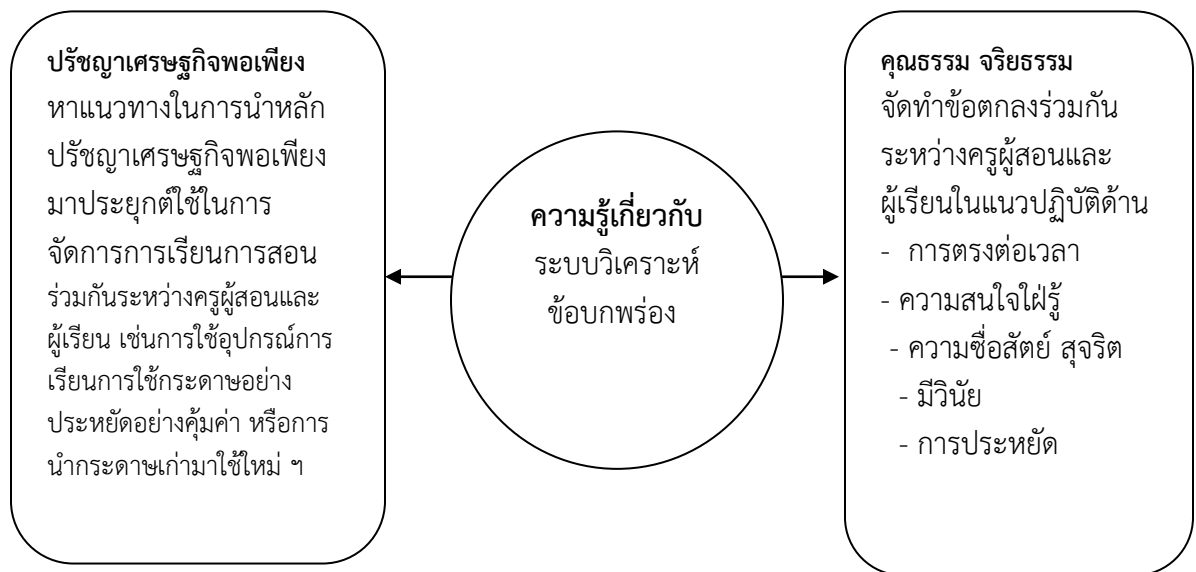 ปรัชญาเศรษฐกิจพอเพียง
หาแนวทางในการนำหลัก
ปรัชญาเศรษฐกิจพอเพียง
มาประยุกต์ใช้ในการ
จัดการการเรียนการสอน
ร่วมกันระหว่างครูผู้สอนและ
ผู้เรียน เช่นการใช้อุปกรณ์การ
เรียนการใช้กระดาษอย่าง
ประหยัดอย่างคุ้มค่า หรือการ
นำกระดาษเก่ามาใช้ใหม่ ฯ
ความรู้เกี่ยวกับ
ระบบวิเคราะห์
ข้อบกพร่อง
คุณธรรม จริยธรรม
จัดทำข้อตกลงร่วมกัน
ระหว่างครูผู้สอนและ
ผู้เรียนในแนวปฏิบัติด้าน
- การตรงต่อเวลา
- ความสนใจใฝ่รู้
- ความซื่อสัตย์ สุจริต
- มีวินัย
- การประหยัด